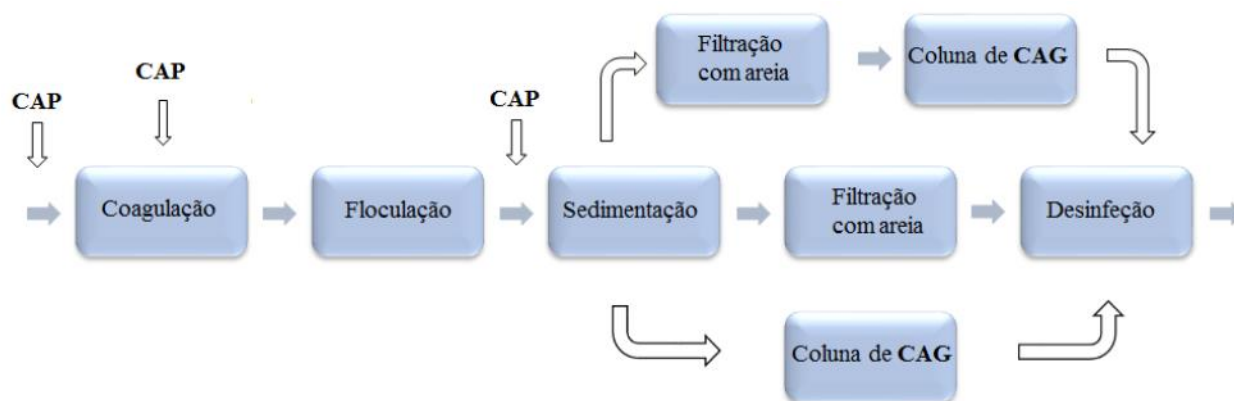 Filtração
com areia
Coluna de CAG
CAP
CAP
CAP
Coagulação
Floculação
Sedimentação
Filtração
com areia
Desinfeção
Coluna de CAG